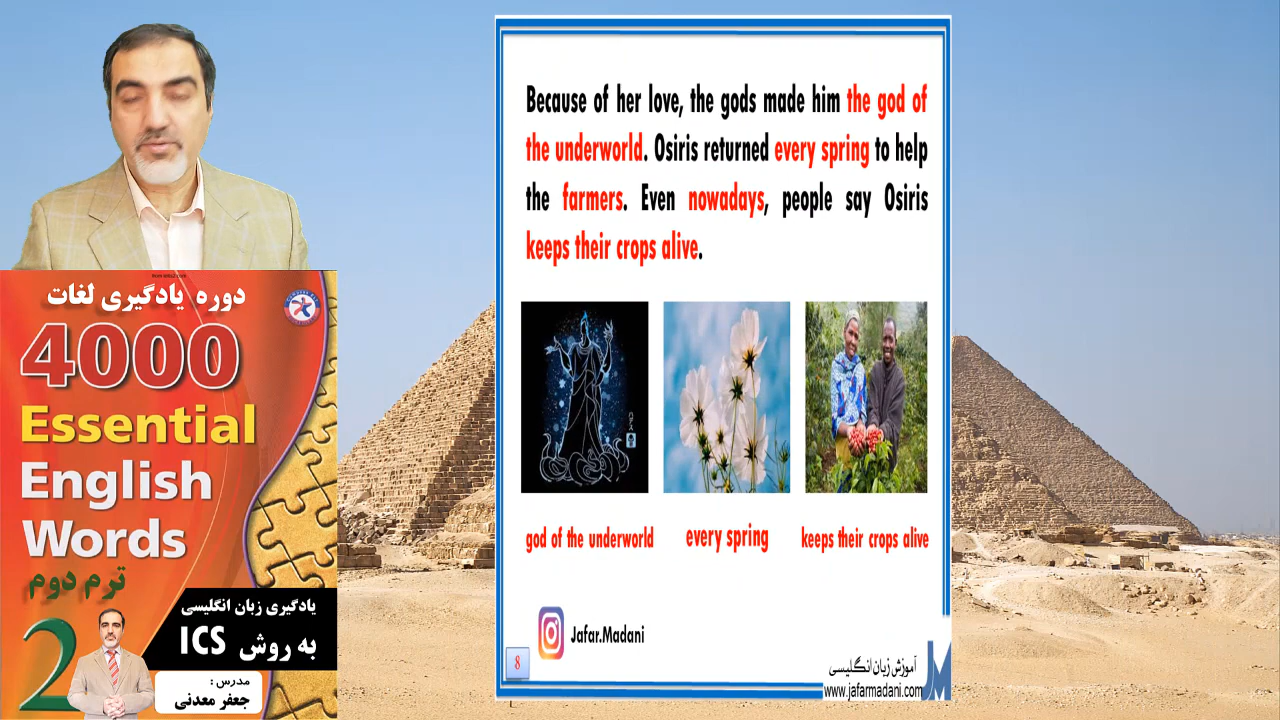 Because of her love, the gods made him the god of
the underworld. Osiris returned every spring to help
the farmers. Even nowadays, people say Osiris
keeps their crops alive.
god of the underworld
every spring
keeps their crops alive
Jafar.Madani
8
آموزش زبان انگلیسی
www.jafarmadani.com
JM
دوره یادگیری لغات
4000
Essential
English
Words
ترم دوم
2
یادگیری زبان انگلیسی
به روش ICS
مدرس :
جعفر معدنی